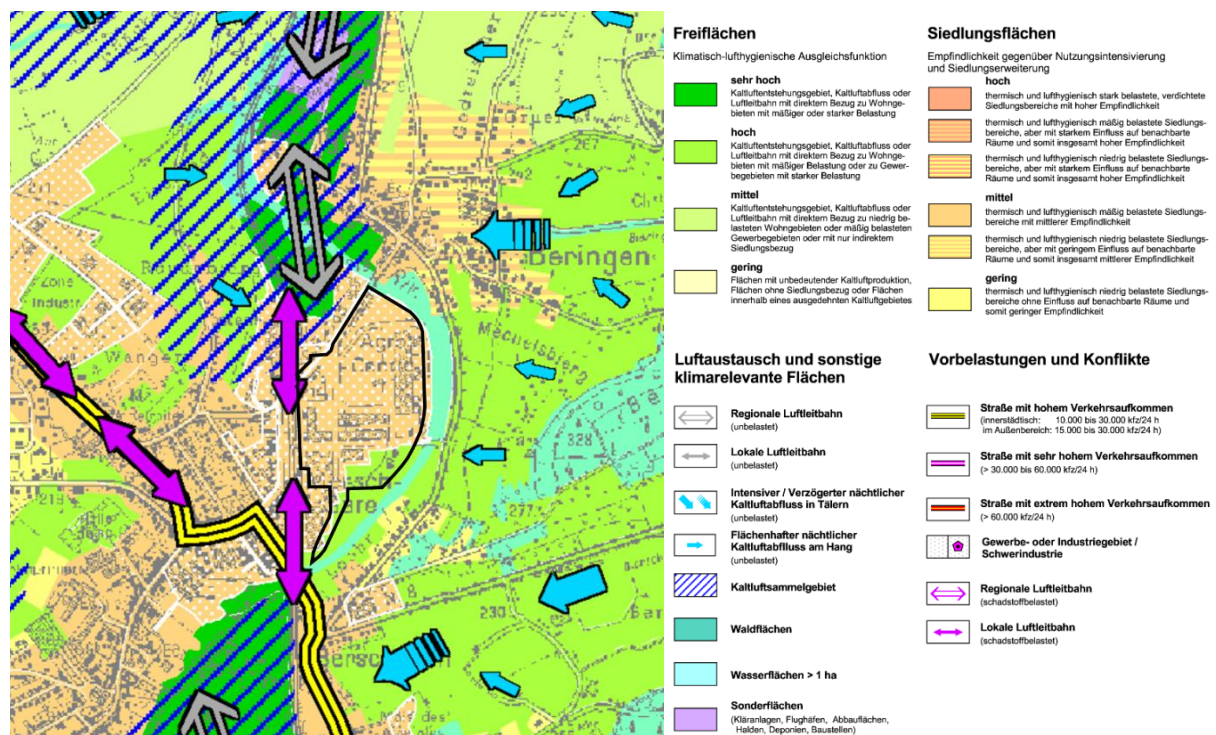 Beringen
Mechelsbierg
267
328
277
230
219
Zone
Industr.
Wangert
Gare
Freiflächen
Klimatisch-lufthygienische Ausgleichsfunktion
sehr hoch
Kaltluftentstehungsgebiet, Kaltluftabfluss oder
Luftleitbahn mit direktem Bezug zu Wohnge-
bieten mit mäßiger oder starker Belastung
hoch
Kaltluftentstehungsgebiet, Kaltluftabfluss oder
Luftleitbahn mit direktem Bezug zu Wohnge-
bieten mit mäßiger Belastung oder zu Gewer-
begebieten mit starker Belastung
mittel
Kaltluftentstehungsgebiet, Kaltluftabfluss oder
Luftleitbahn mit direktem Bezug zu niedrig be-
lasteten Wohngebieten oder mäßig belasteten
Gewerbegebieten oder mit nur indirektem
Siedlungsbezug
gering
Flächen mit unbedeutender Kaltluftproduktion,
Flächen ohne Siedlungsbezug oder Flächen
innerhalb eines ausgedehnten Kaltluftgebietes
Siedlungsflächen
Empfindlichkeit gegenüber Nutzungsintensivierung
und Siedlungserweiterung
hoch
thermisch und lufthygienisch stark belastete, verdichtete
Siedlungsbereiche mit hoher Empfindlichkeit
thermisch und lufthygienisch mäßig belastete Siedlungs-
bereiche, aber mit starkem Einfluss auf benachbarte
Räume und somit insgesamt hoher Empfindlichkeit
thermisch und lufthygienisch niedrig belastete Siedlungs-
bereiche, aber mit starkem Einfluss auf benachbarte
Räume und somit insgesamt hoher Empfindlichkeit
mittel
thermisch und lufthygienisch mäßig belastete Siedlungs-
bereiche mit mittlerer Empfindlichkeit
thermisch und lufthygienisch niedrig belastete Siedlungs-
bereiche, aber mit geringem Einfluss auf benachbarte
Räume und somit insgesamt mittlerer Empfindlichkeit
gering
thermisch und lufthygienisch niedrig belastete Siedlungs-
bereiche ohne Einfluss auf benachbarte Räume und
somit geringer Empfindlichkeit
Luftaustausch und sonstige
klimarelevante Flächen
Regionale Luftleitbahn
(unbelastet)
Lokale Luftleitbahn
(unbelastet)
Intensiver / Verzögerter nächtlicher
Kaltluftabfluss in Tälern
(unbelastet)
Flächenhafter nächtlicher
Kaltluftabflluss am Hang
(unbelastet)
Kaltluftsammelgebiet
Waldflächen
Wasserflächen > 1 ha
Sonderflächen
(Kläranlagen, Flughäfen, Abbauflächen,
Halden, Deponien, Baustellen)
Vorbelastungen und Konflikte
Straße mit hohem Verkehrsaufkommen
(innerstädtisch: 10.000 bis 30.000 kfz/24 h
im Außenbereich: 15.000 bis 30.000 kfz/24 h)
Straße mit sehr hohem Verkehrsaufkommen
(> 30.000 bis 60.000 kfz/24 h)
Straße mit extrem hohem Verkehrsaufkommen
(> 60.000 kfz/24 h)
Gewerbe- oder Industriegebiet /
Schwerindustrie
Regionale Luftleitbahn
(schadstoffbelastet)
Lokale Luftleitbahn
(schadstoffbelastet)